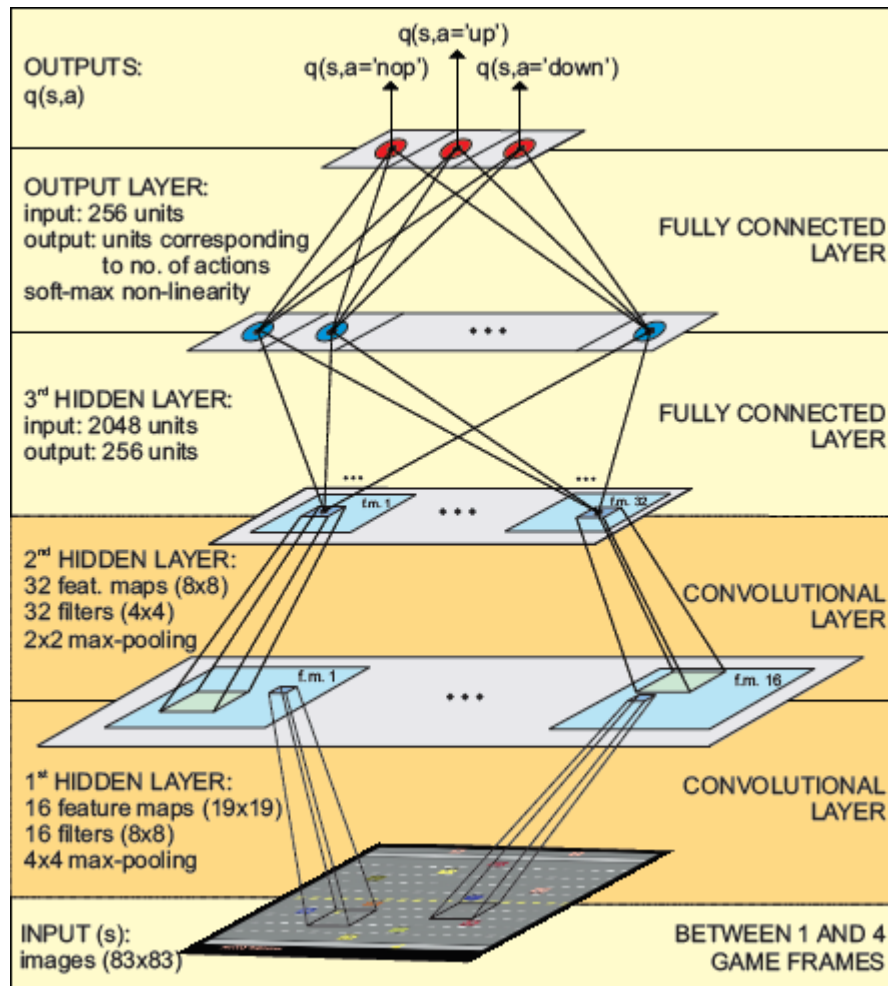 q(s,a='up')
OUTPUTS:
q(s,a='nop')
q(s,a='down')
q(s,a)
OUTPUT LAYER:
input: 256 units
output: units corresponding
to no. of actions
soft-max non-linearity
FULLY CONNECTED
LAYER
...
3rd HIDDEN LAYER:
input: 2048 units
output: 256 units
FULLY CONNECTED
LAYER
...
...
f.m. 1
...
f.m. 32
2nd HIDDEN LAYER:
32 feat. maps (8x8)
32 filters (4x4)
2x2 max-pooling
CONVOLUTIONAL
LAYER
f.m. 1
...
f.m. 16
1st HIDDEN LAYER:
16 feature maps (19x19)
16 filters (8x8)
4x4 max-pooling
CONVOLUTIONAL
LAYER
INPUT (s):
images (83x83)
BETWEEN 1 AND 4
GAME FRAMES